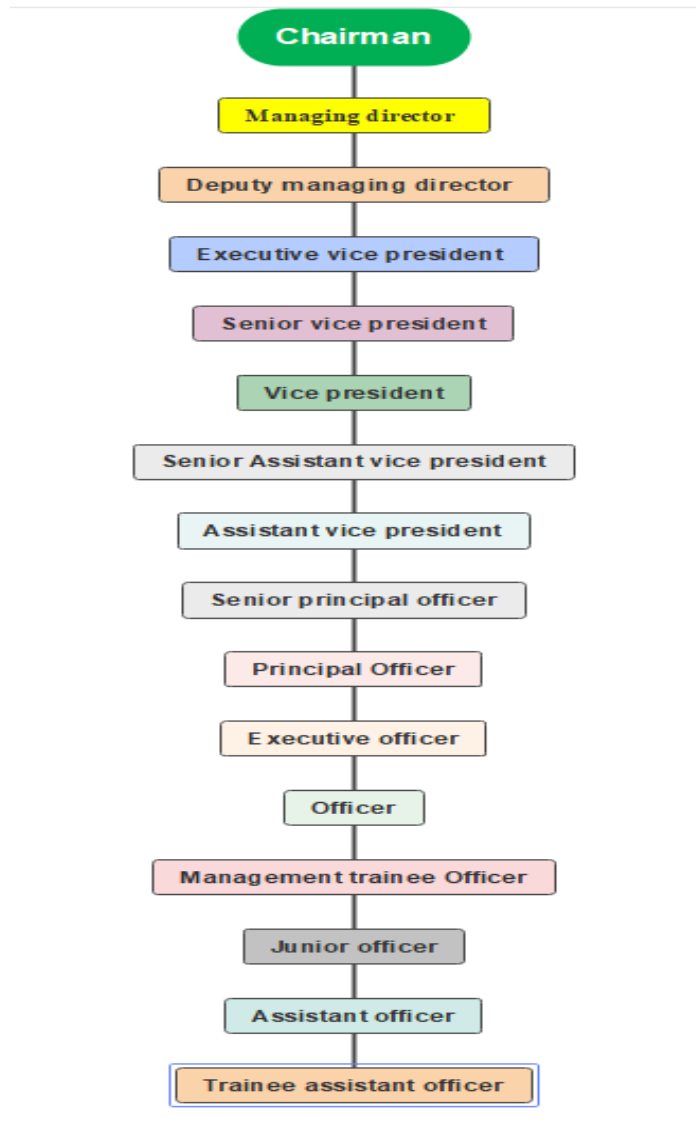 Chairman
Managing director
Deputy managing director
Executive vice president
Senior vice president
Vice president
Senior Assistant vice president
Assistant vice president
Senior principal officer
Principal Officer
Executive officer
Officer
Management trainee Officer
Junior officer
Assistant officer
Trainee assistant officer